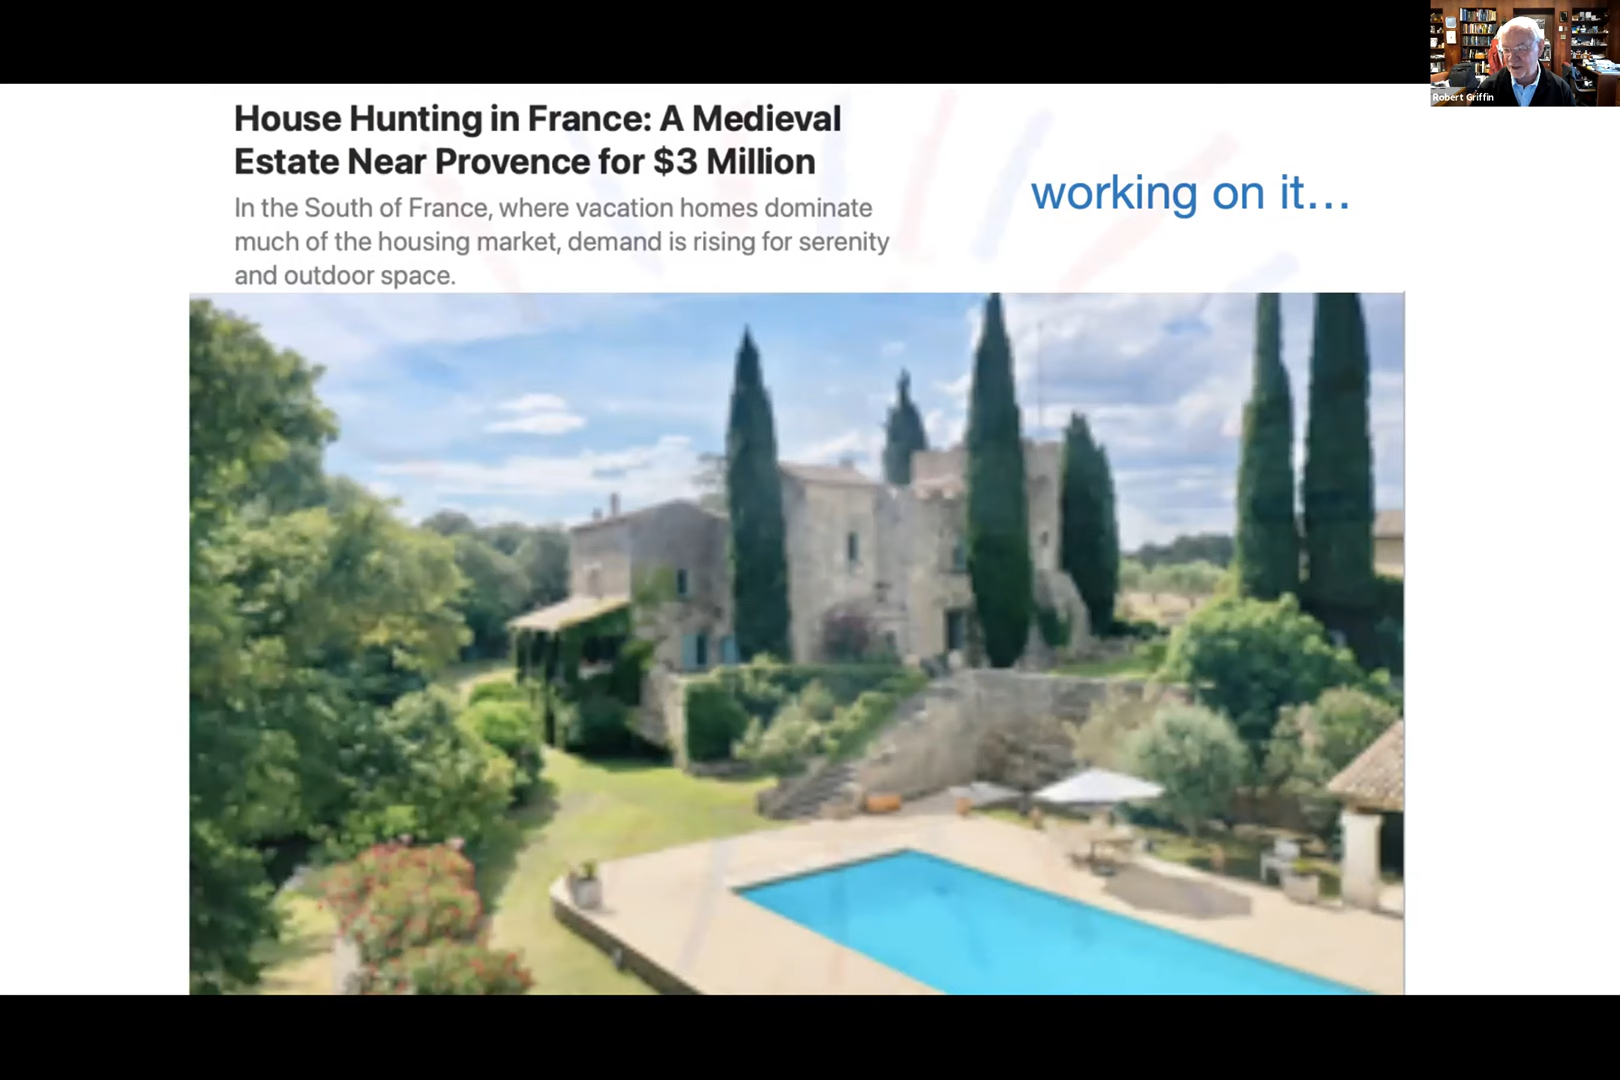 House Hunting in France: A Medieval
Estate Near Provence for $3 Million
In the South of France, where vacation homes dominate
much of the housing market, demand is rising for serenity
and outdoor space.
working on it...
Robert Griffin